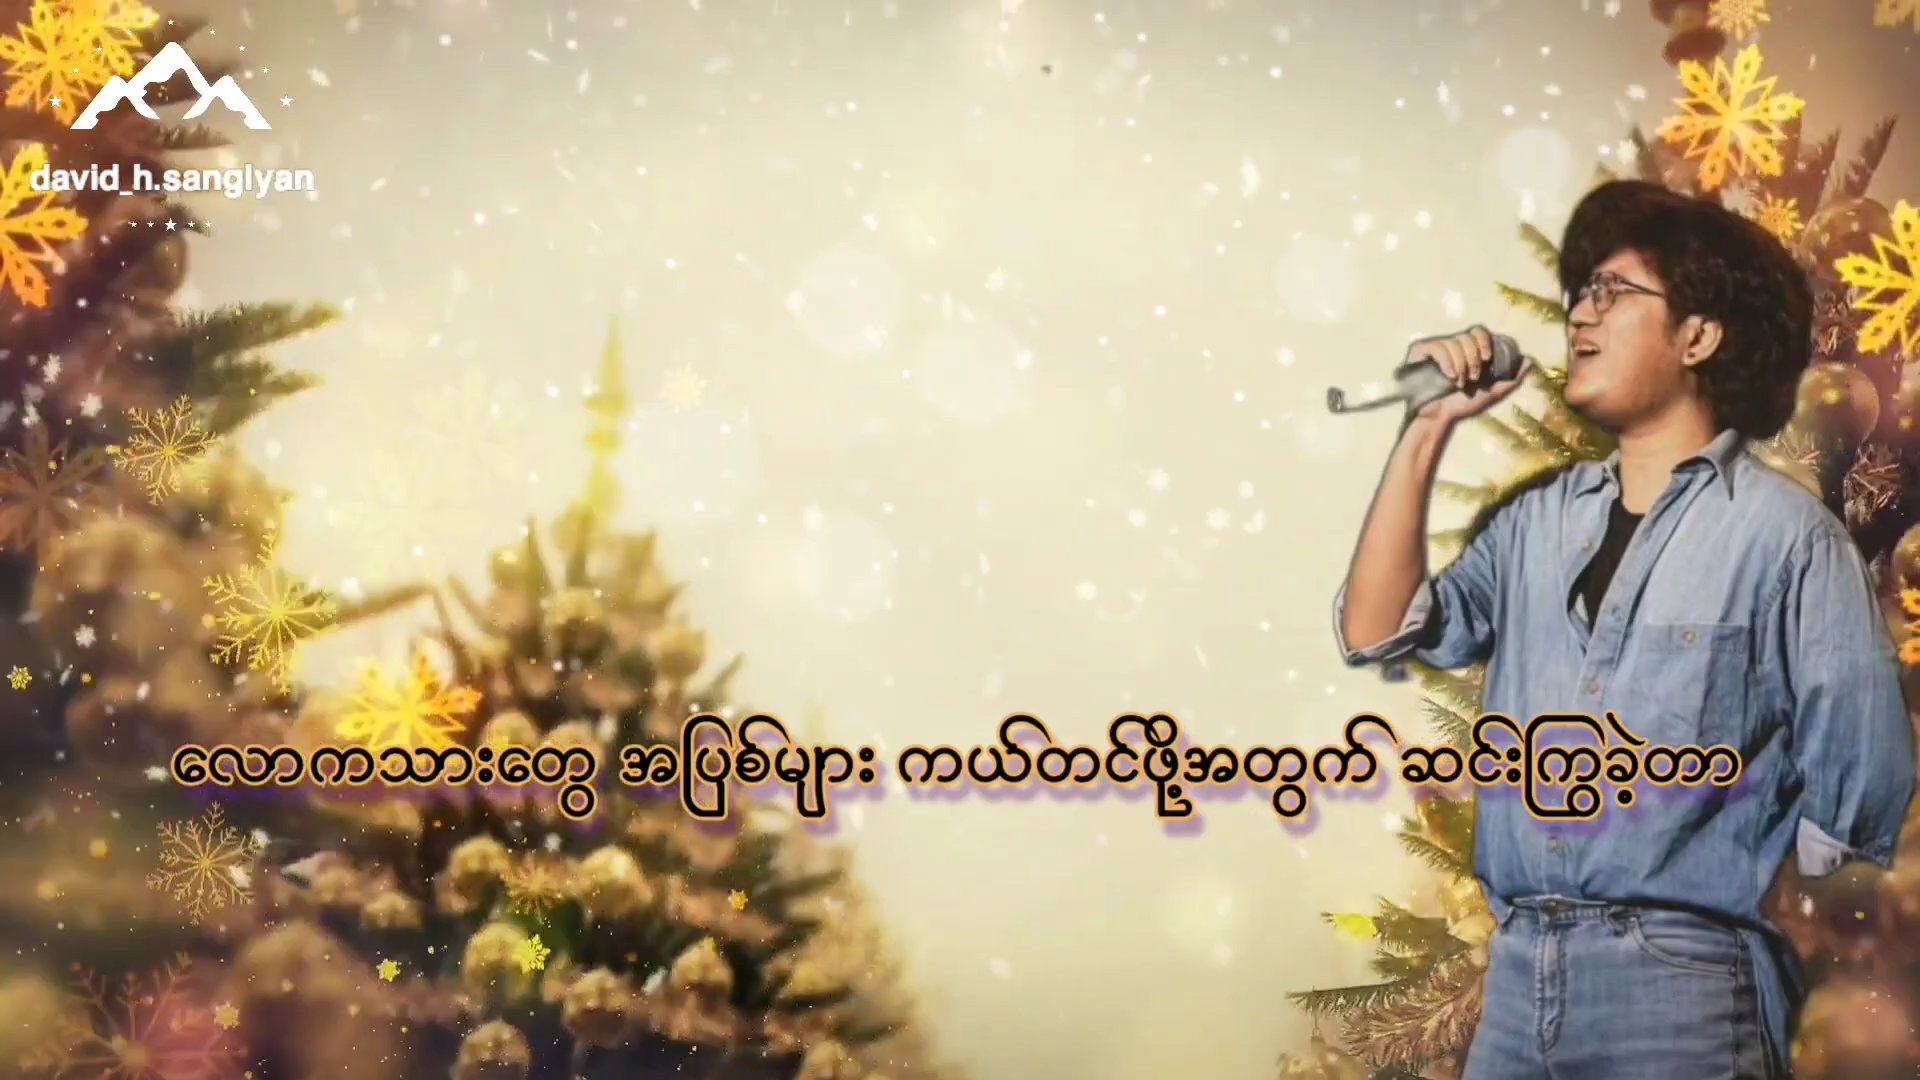 david_h.sanglyan
လောကသားတွေ အပြစ်များ ကယ်တင်ဖို့အတွက် ဆင်းကြွခဲ့တာ